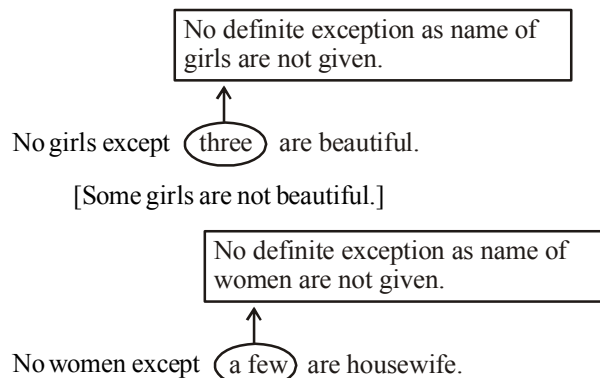 No definite exception as name of
girls are not given.
No girls except three are beautiful.
[Some girls are not beautiful.]
No definite exception as name of
women are not given.
No women except a few are housewife.